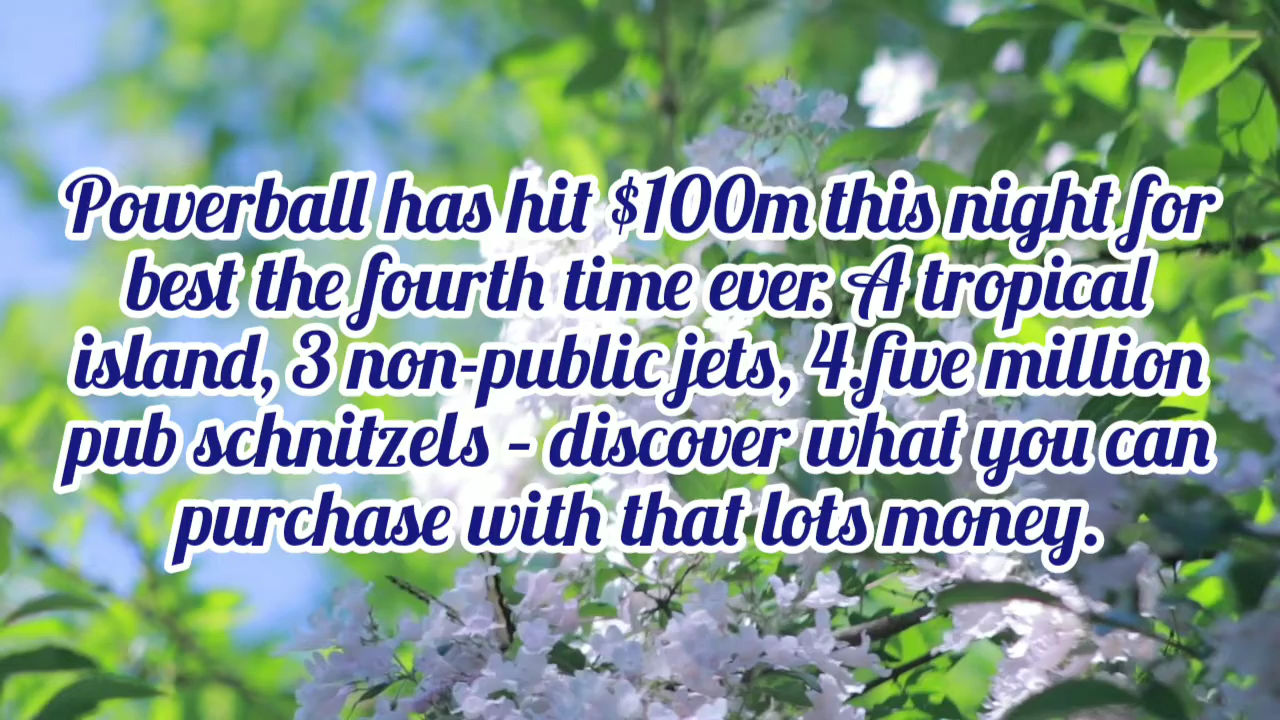 Powerball has hit $100m this night for
best the fourth time ever. A tropical
island, 3 non-public jets, 4.five million
pub schnitzels - discover what you can
purchase with that lots money.